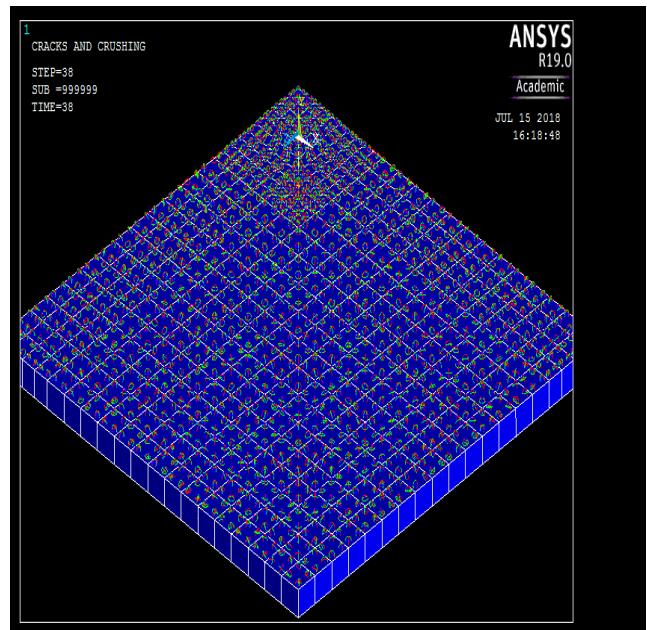 1
CRACKS AND CRUSHING
STEP=38
SUB =999999
TIME=38
ANSYS
R19.0
Academic
JUL 15 2018
16:18:48